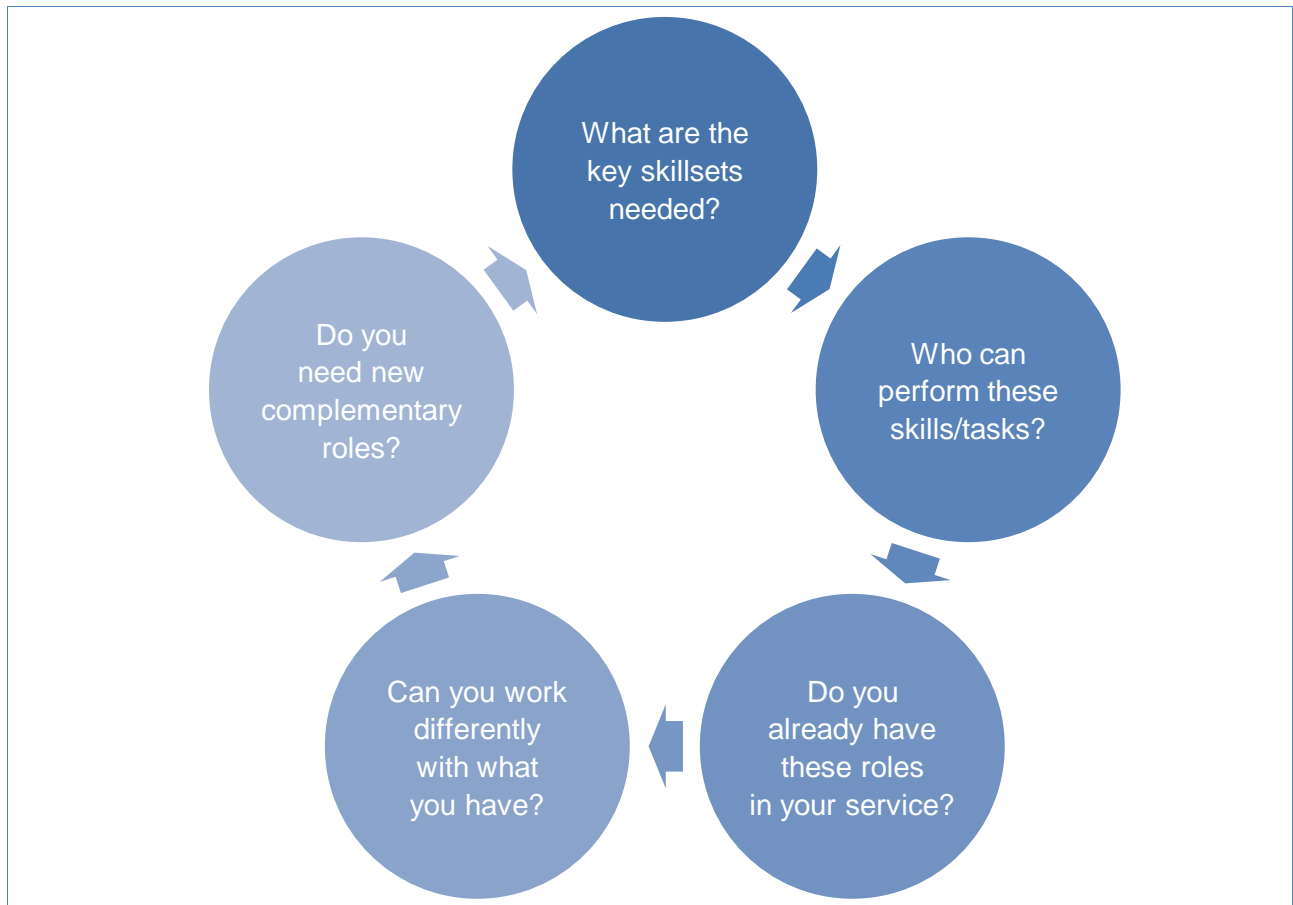 What are the
key skillsets
needed?
Who can
perform these
skills/tasks?
Do you
already have
these roles
in your service?
Can you work
differently
with what
you have?
Do you
need new
complementary
roles?